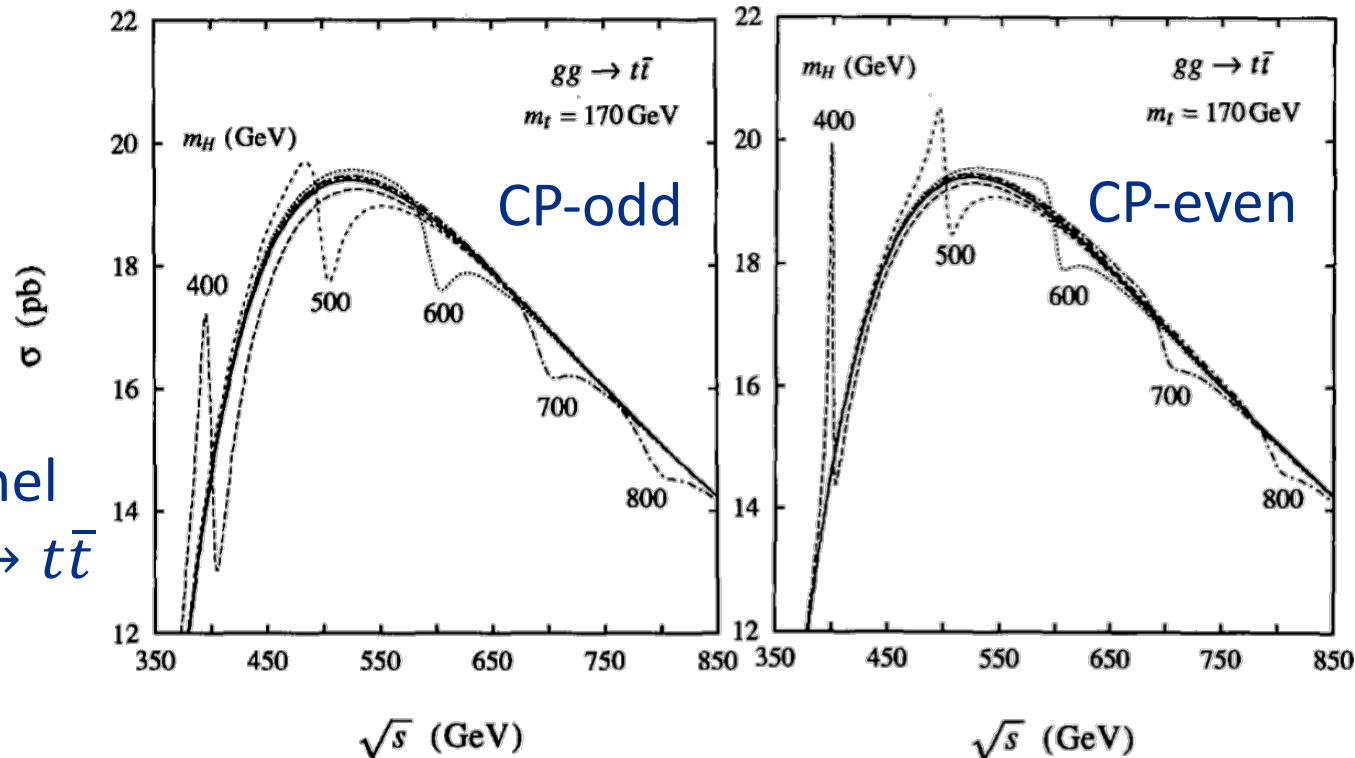 22
20
18
16
14
12
σ (pb)
gg → tt̄
m_t = 170 GeV
m_H (GeV)
CP-odd
400
500
600
700
800
350
450
550
650
750
850
√s (GeV)
22
20
18
16
14
12
m_H (GeV)
gg → tt̄
m_t = 170 GeV
400
CP-even
500
600
700
800
350
450
550
650
750
850
√s (GeV)
nel
→ tt̄